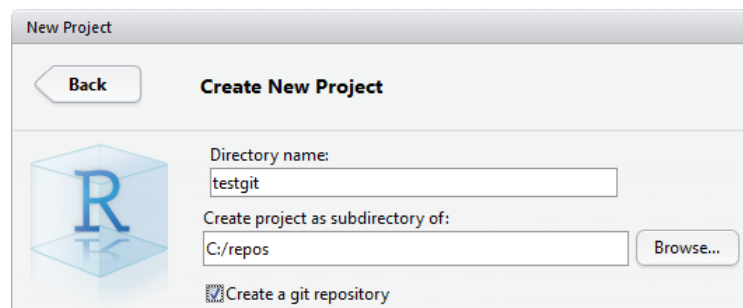 New Project
Back
Create New Project
R
Directory name:
testgit
Create project as subdirectory of:
C:/repos
Browse...
Create a git repository